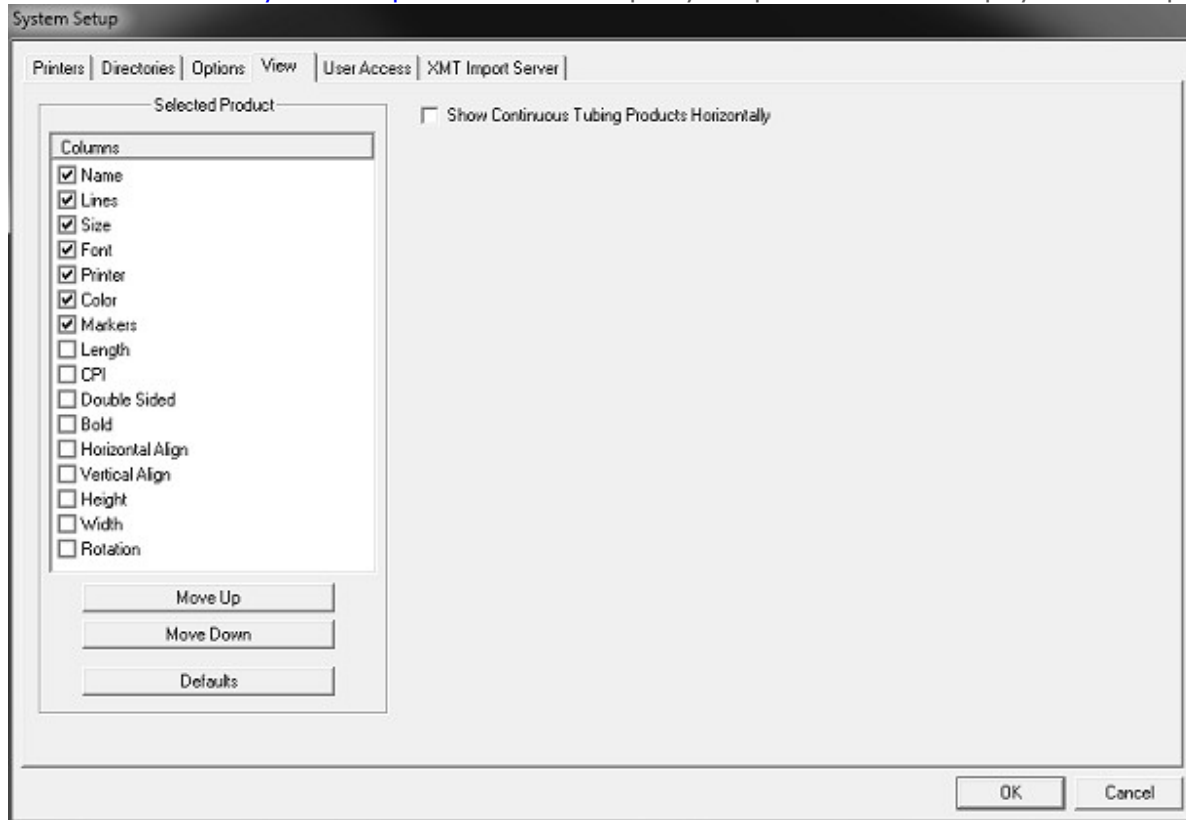 System Setup
Printers Directories Options View User Access XMT Import Server
Selected Product
Show Continuous Tubing Products Horizontally
Columns
Name
Lines
Size
Font
Printer
Color
Markers
Length
CPI
Double Sided
Bold
Horizontal Align
Vertical Align
Height
Width
Rotation
Move Up
Move Down
Defaults
OK Cancel